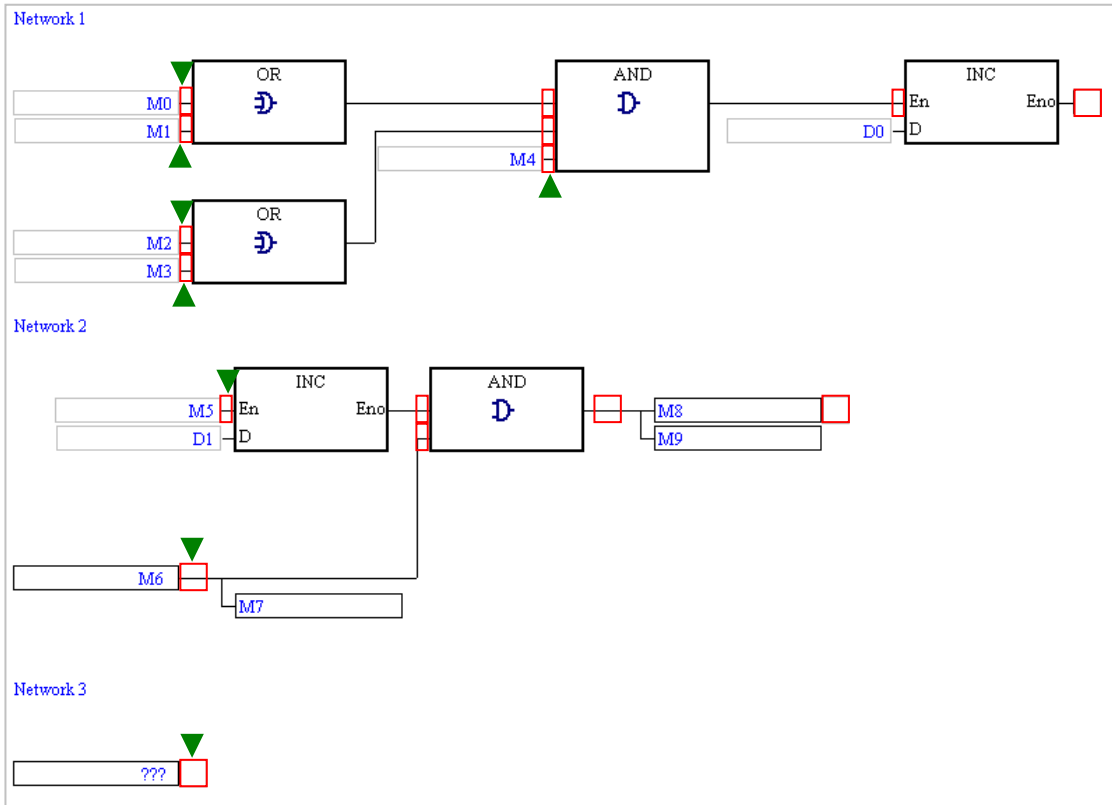 Network 1
OR
AND
INC
M0
En
Eno
M1
D0
D
M4
OR
M2
M3
Network 2
INC
AND
M5
En
Eno
M8
D1
D
M9
M6
M7
Network 3
???